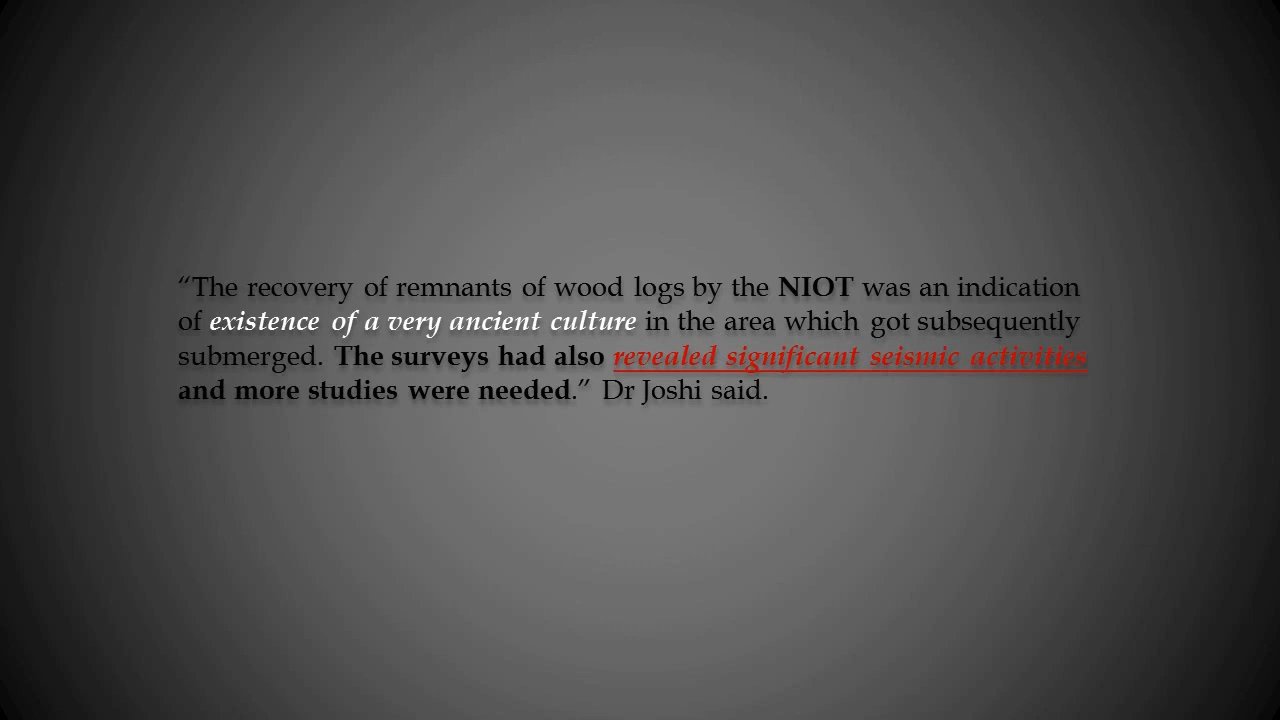 “The recovery of remnants of wood logs by the NIOT was an indication
of existence of a very ancient culture in the area which got subsequently
submerged. The surveys had also revealed significant seismic activities
and more studies were needed.” Dr Joshi said.